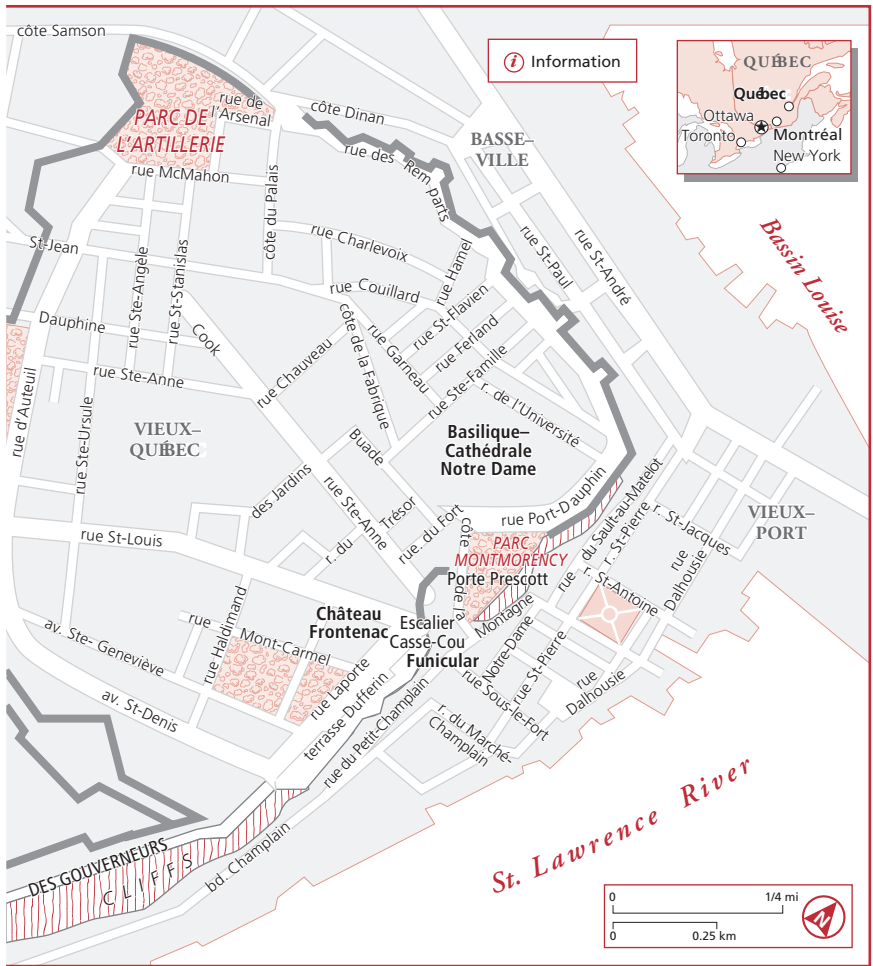 côte Samson
Information
QUÉBEC
Québec
Ottawa
Toronto
Montréal
New York
rue de
l'Arsenal
PARC DE
L'ARTILLERIE
côte Dinan
BASSE–
VILLE
rue des Remparts
rue McMahon
côte du Palais
Bassin Louise
St-Jean
rue Charlevoix
rue Hamel
rue St-Paul
rue St-André
rue Ste-Angèle
rue St-Stanislas
rue Couillard
rue St-Flavien
Dauphine
Cook
côte de la Fabrique
rue Garneau
rue Ferland
rue Chauveau
rue Ste-Famille
rue Ste-Anne
rue d'Auteuil
rue Ste-Ursule
r. de l'Université
VIEUX–
QUÉBEC
Buade
Basilique–
Cathédrale
Notre Dame
des Jardins
rue Ste-Anne
rue Port-Dauphin
rue du Sault-au-Matelot
r. St-Pierre
r. St-Jacques
VIEUX–
PORT
r. du Trésor
rue. du Fort
rue St-Louis
côte de la Montagne
PARC
MONTMORENCY
Porte Prescott
r. St-Antoine
rue Dalhousie
rue Haldimand
Château
Frontenac
Escalier
Casse-Cou
Funicular
rue Mont-Carmel
av. Ste- Geneviève
Notre-Dame
rue St-Pierre
rue Sous-le-Fort
rue
Dalhousie
rue Laporte
terrasse Dufferin
rue du Petit-Champlain
r. du Marché-
Champlain
av. St-Denis
St. Lawrence River
DES GOUVERNEURS
CLIFFS
bd. Champlain
0
1/4 mi
0
0.25 km
N